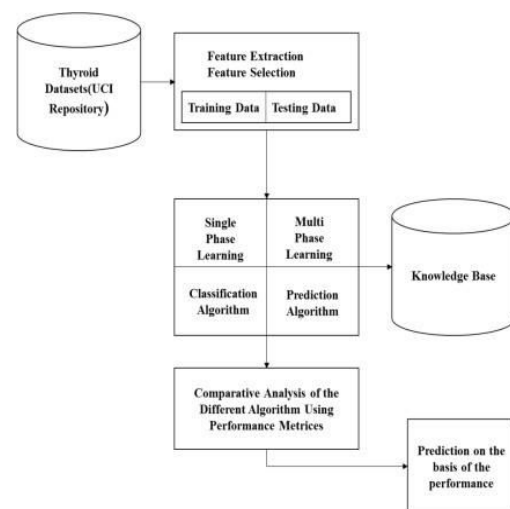 Thyroid
Datasets(UCI
Repository)
Feature Extraction
Feature Selection
Training Data
Testing Data
Single
Phase
Learning
Multi
Phase
Learning
Classification
Algorithm
Prediction
Algorithm
Knowledge Base
Comparative Analysis of the
Different Algorithm Using
Performance Metrices
Prediction on the
basis of the
performance